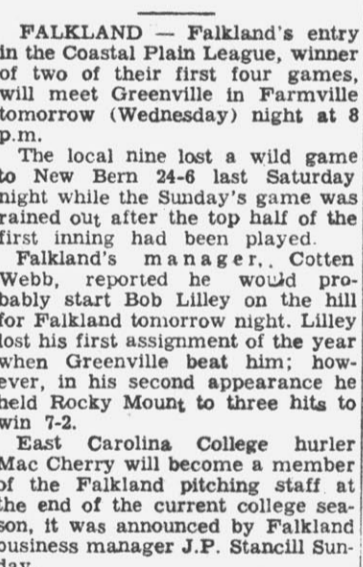 FALKLAND — Falkland's entry
in the Coastal Plain League, winner
of two of their first four games,
will meet Greenville in Farmville
tomorrow (Wednesday) night at 8
p.m.
The local nine lost a wild game
to New Bern 24-6 last Saturday
night while the Sunday's game was
rained out after the top half of the
first inning had been played.
Falkland's manager,. Cotten
Webb, reported he would pro-
bably start Bob Lilley on the hill
for Falkland tomorrow night. Lilley
lost his first assignment of the year
when Greenville beat him; how-
ever, in his second appearance he
held Rocky Mount to three hits to
win 7-2.
East Carolina College hurler
Mac Cherry will become a member
of the Falkland pitching staff at
the end of the current college sea-
son, it was announced by Falkland
business manager J.P. Stancill Sun-
day.